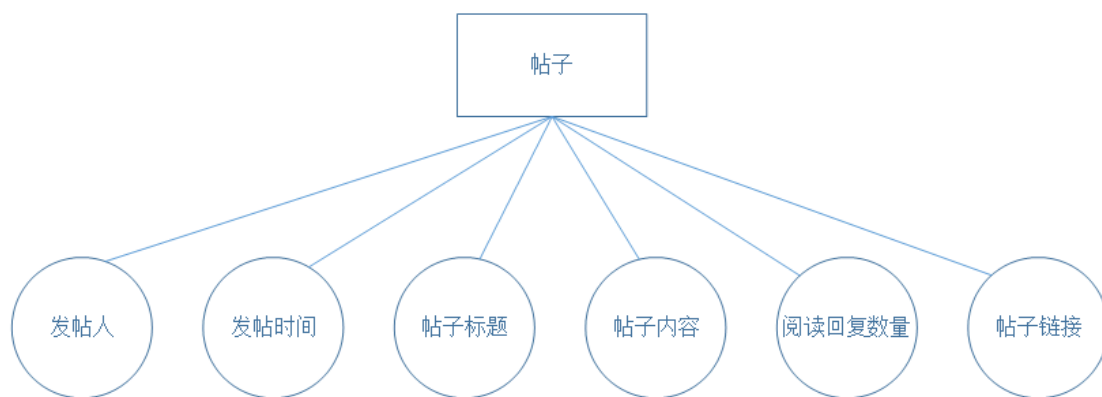 帖子
发帖人
发帖时间
帖子标题
帖子内容
阅读回复数量
帖子链接